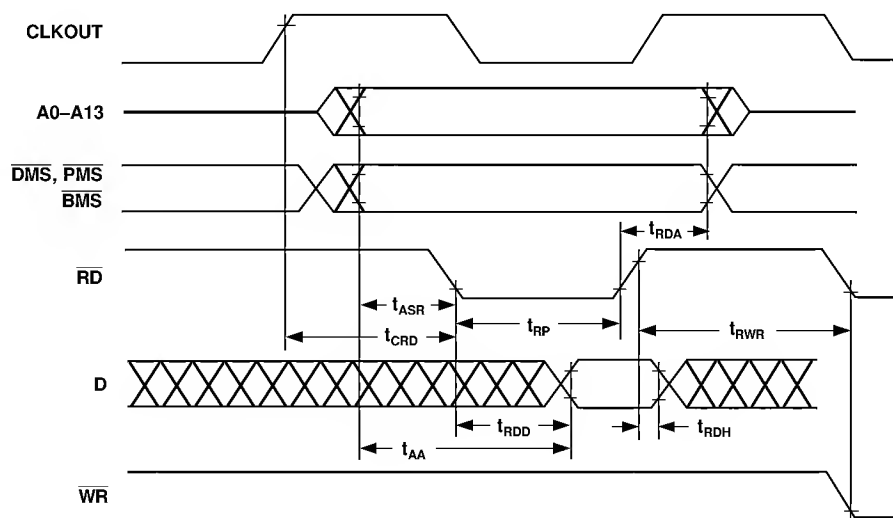 CLKOUT
A0–A13
DMS, PMS
BMS
tRDA
RD
tASR
tRP
tRWR
tCRD
D
tRDD
tRDH
tAA
WR